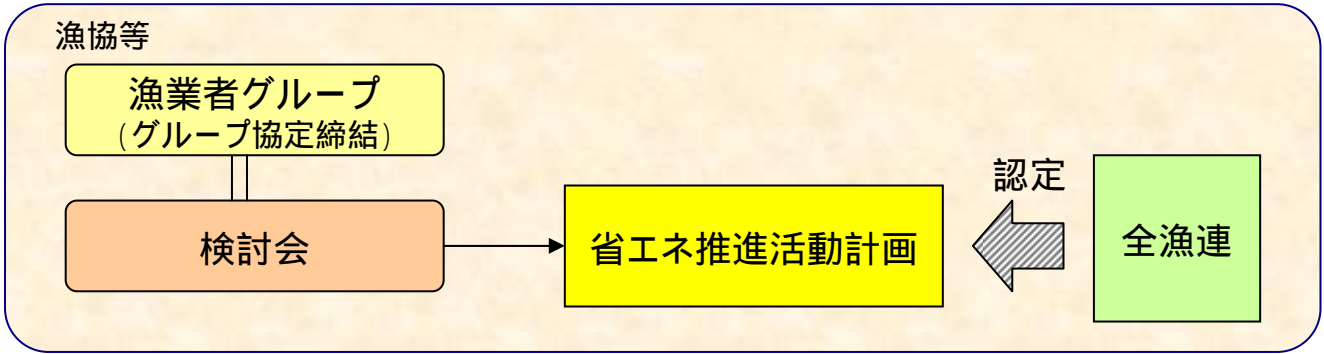 漁協等
漁業者グループ
(グループ協定締結)
検討会
省エネ推進活動計画
認定
全漁連